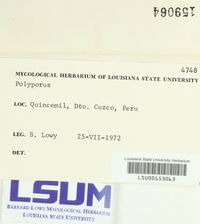 159064
4748
MYCOLOGICAL HERBARIUM OF LOUISIANA STATE UNIVERSITY
Polyporus
LOC. Quincemil, Dto. Cuzco, Peru
LEG. B. Lowy 25-VII-1972
DET.
Louisiana State University Herbarium
LSU00153063
LSUM
BERNARD LOWY MYCOLOGICAL HERBARIUM
LOUISIANA STATE UNIVERSITY